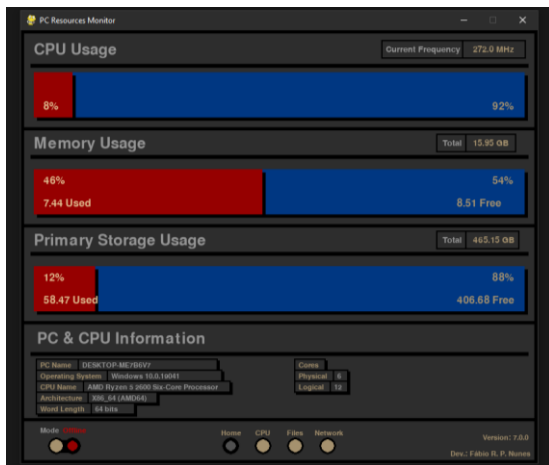 PC Resources Monitor
CPU Usage
Current Frequency 272.0 MHz
8% 92%
Memory Usage
Total 15.95 GB
46% 54%
7.44 Used 8.51 Free
Primary Storage Usage
Total 465.15 GB
12% 88%
58.47 Used 406.68 Free
PC & CPU Information
PC Name DESKTOP-ME7B6V7
Cores
Operating System Windows 10.0.19041
Physical 6
CPU Name AMD Ryzen 5 2600 Six-Core Processor
Logical 12
Architecture X86_64 (AMD64)
Word Length 64 bits
Mode
Home CPU Files Network
Version: 7.0.0
Dev.: Fábio R. P. Nunes